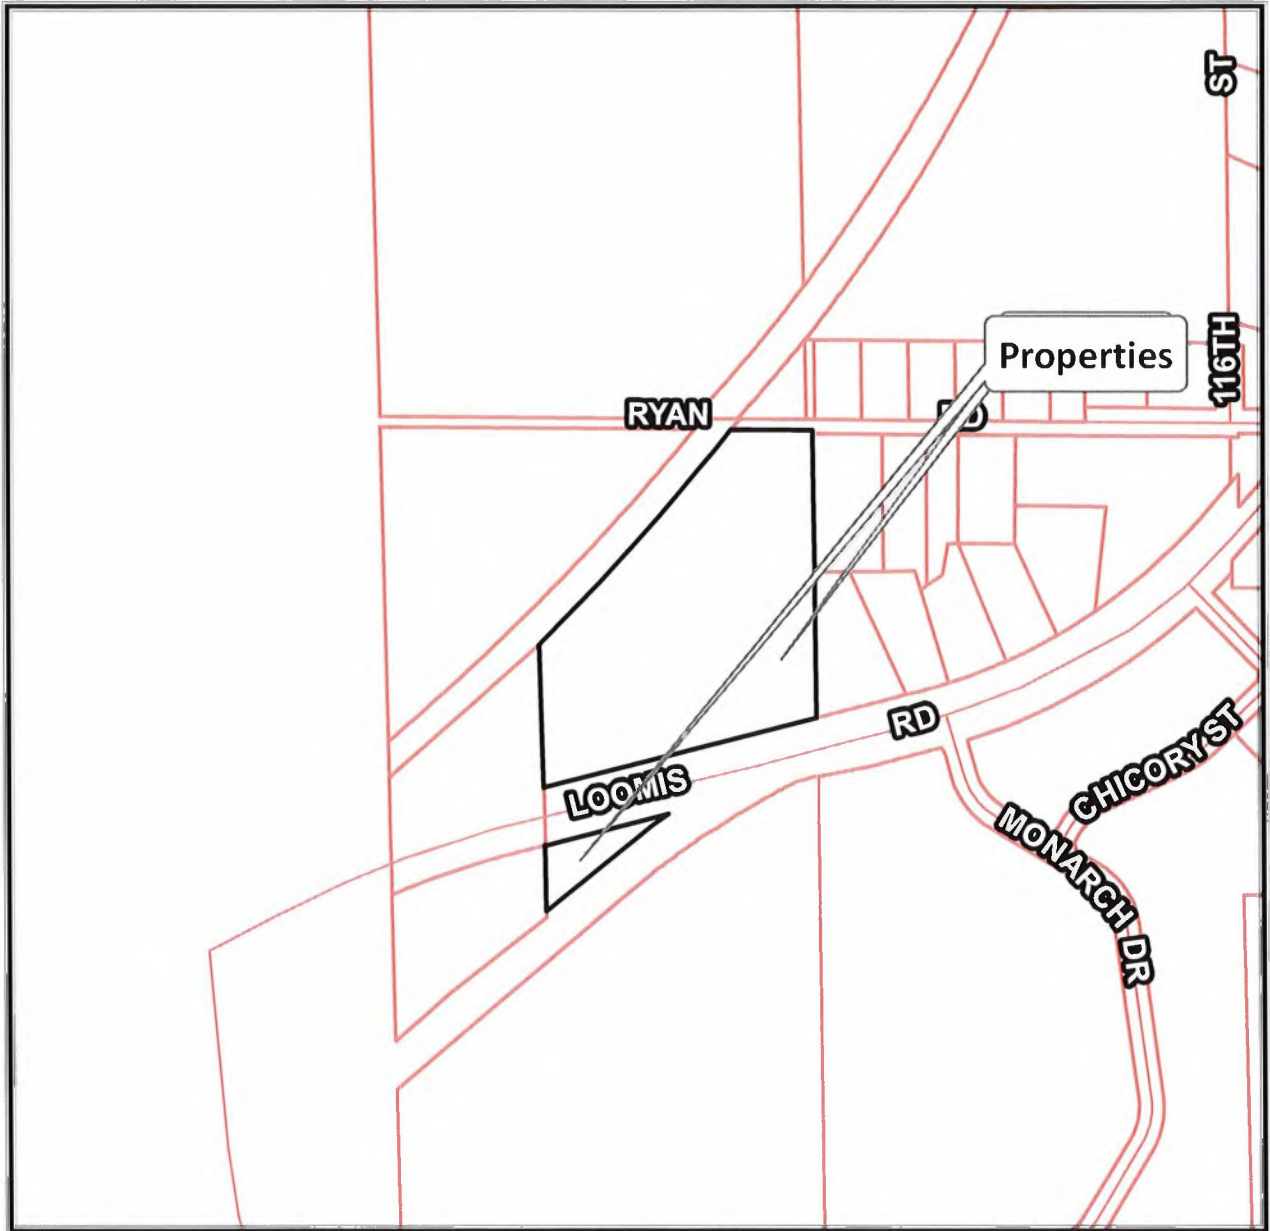 ST
116TH
Properties
RYAN RD
LOOMIS RD
CHICORY ST
MONARCH DR